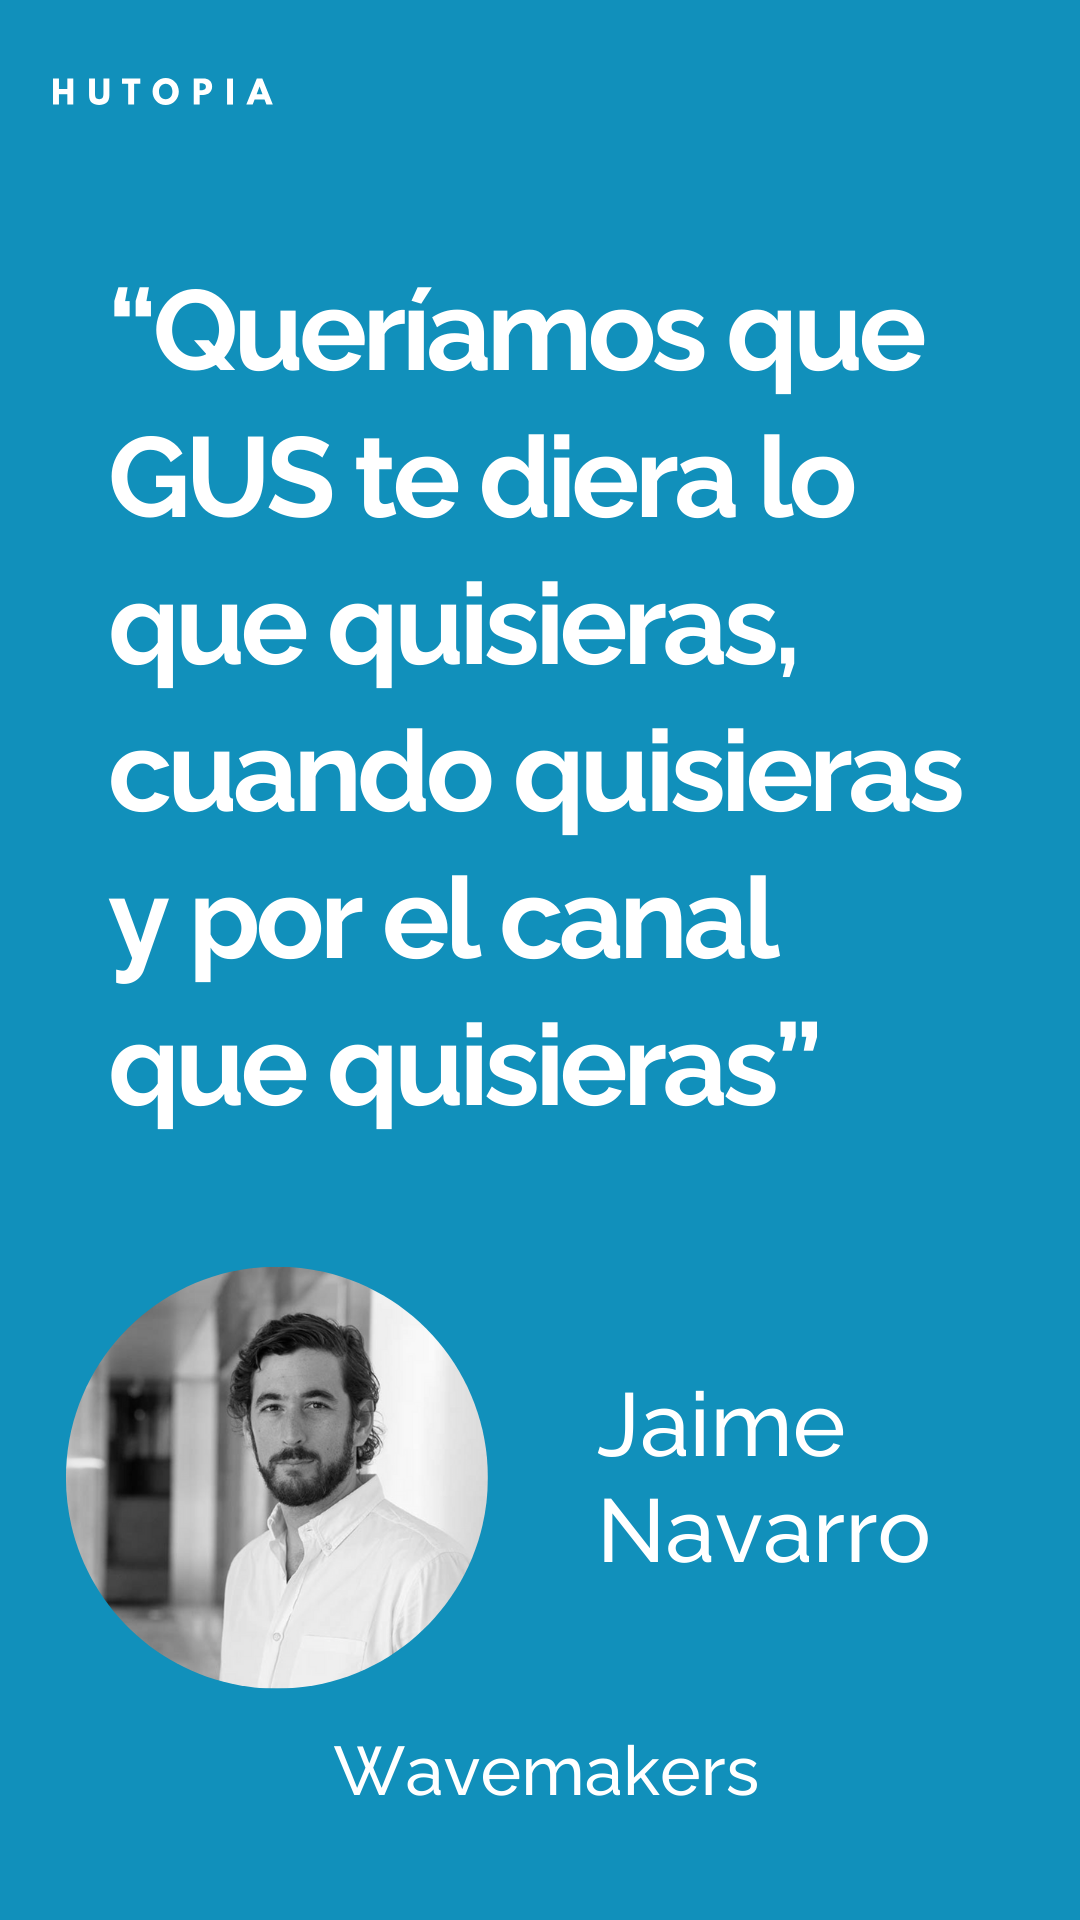 HUTOPIA
“Queríamos que
GUS te diera lo
que quisieras,
cuando quisieras
y por el canal
que quisieras”
Jaime
Navarro
Wavemakers